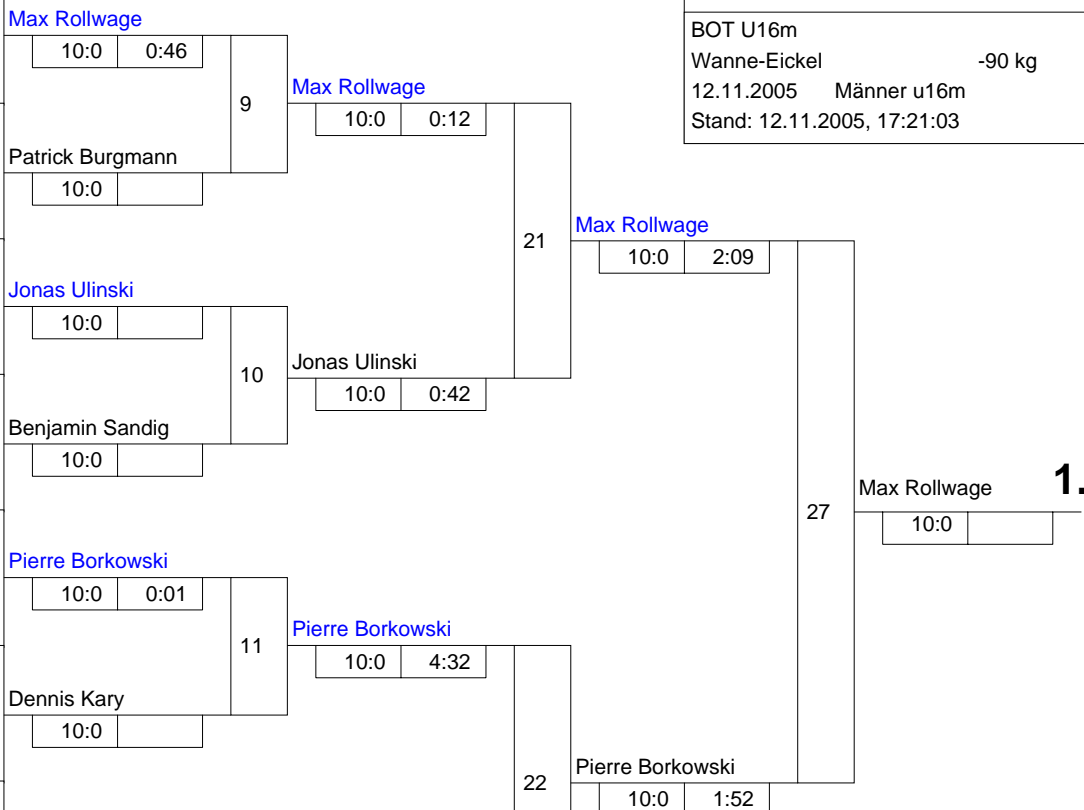 Max Rollwage
10:0 0:46
9
Patrick Burgmann
10:0
Jonas Ulinski
10:0
10
Benjamin Sandig
10:0
Pierre Borkowski
10:0 0:01
11
Dennis Kary
10:0
Max Rollwage
10:0 0:12
21
Jonas Ulinski
10:0 0:42
Pierre Borkowski
10:0 4:32
22
Max Rollwage
10:0 2:09
27
Pierre Borkowski
10:0 1:52
Max Rollwage 1.
10:0
BOT U16m
Wanne-Eickel -90 kg
12.11.2005 Männer u16m
Stand: 12.11.2005, 17:21:03